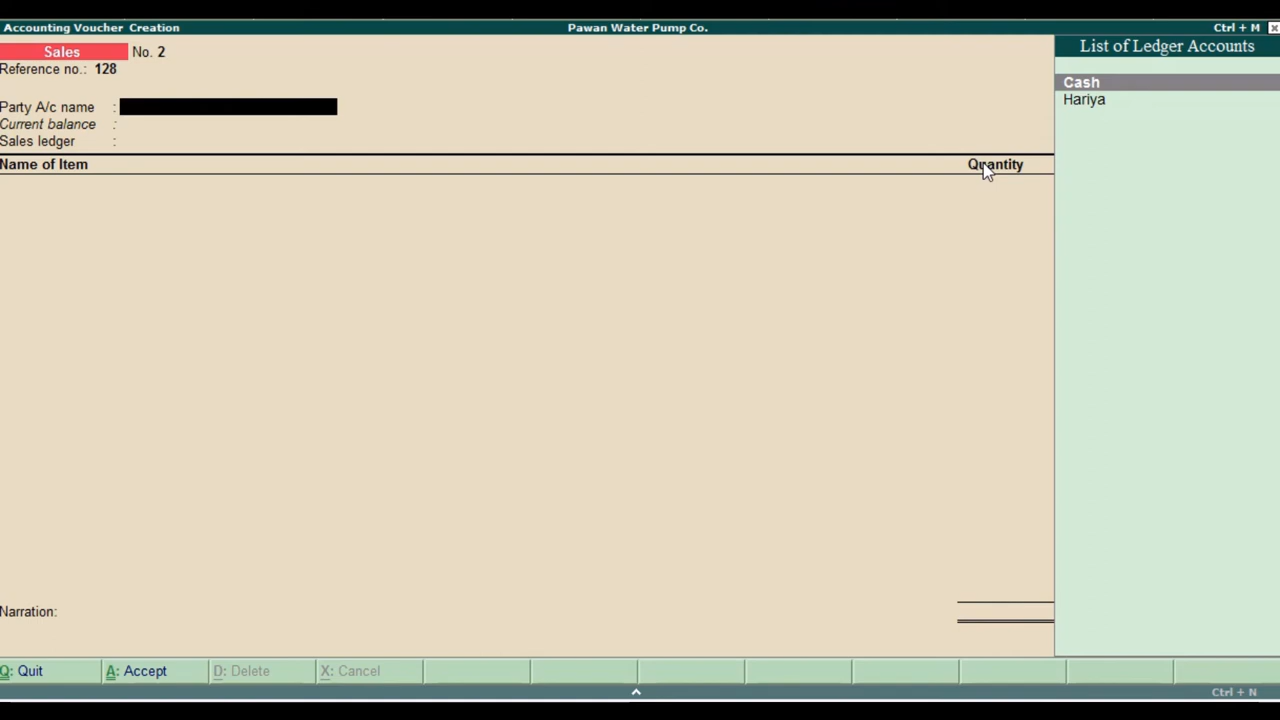 Accounting Voucher Creation
Pawan Water Pump Co.
Ctrl + M
x
Sales No. 2
List of Ledger Accounts
Reference no.: 128
Cash
Hariya
Party A/c name :
Current balance :
Sales ledger :
Name of Item
Quantity
Narration:
Q: Quit
A: Accept
D: Delete
X: Cancel
Ctrl + N